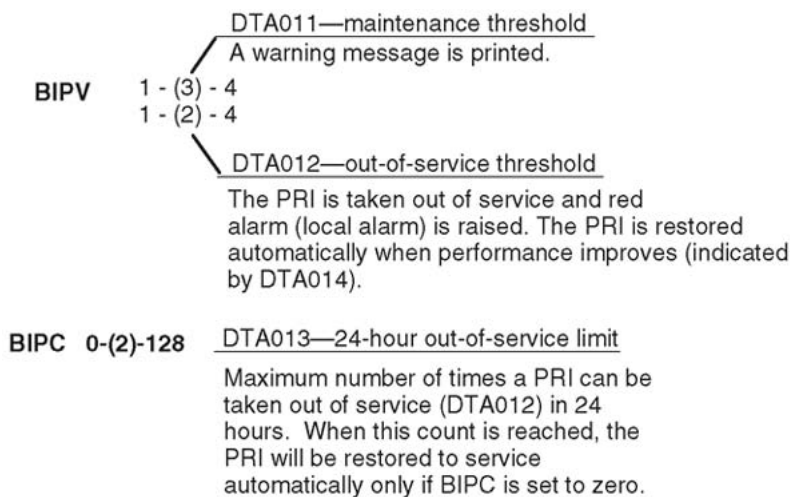 DTA011—maintenance threshold
A warning message is printed.
BIPV 1 - (3) - 4
1 - (2) - 4
DTA012—out-of-service threshold
The PRI is taken out of service and red
alarm (local alarm) is raised. The PRI is restored
automatically when performance improves (indicated
by DTA014).
BIPC 0-(2)-128 DTA013—24-hour out-of-service limit
Maximum number of times a PRI can be
taken out of service (DTA012) in 24
hours. When this count is reached, the
PRI will be restored to service
automatically only if BIPC is set to zero.